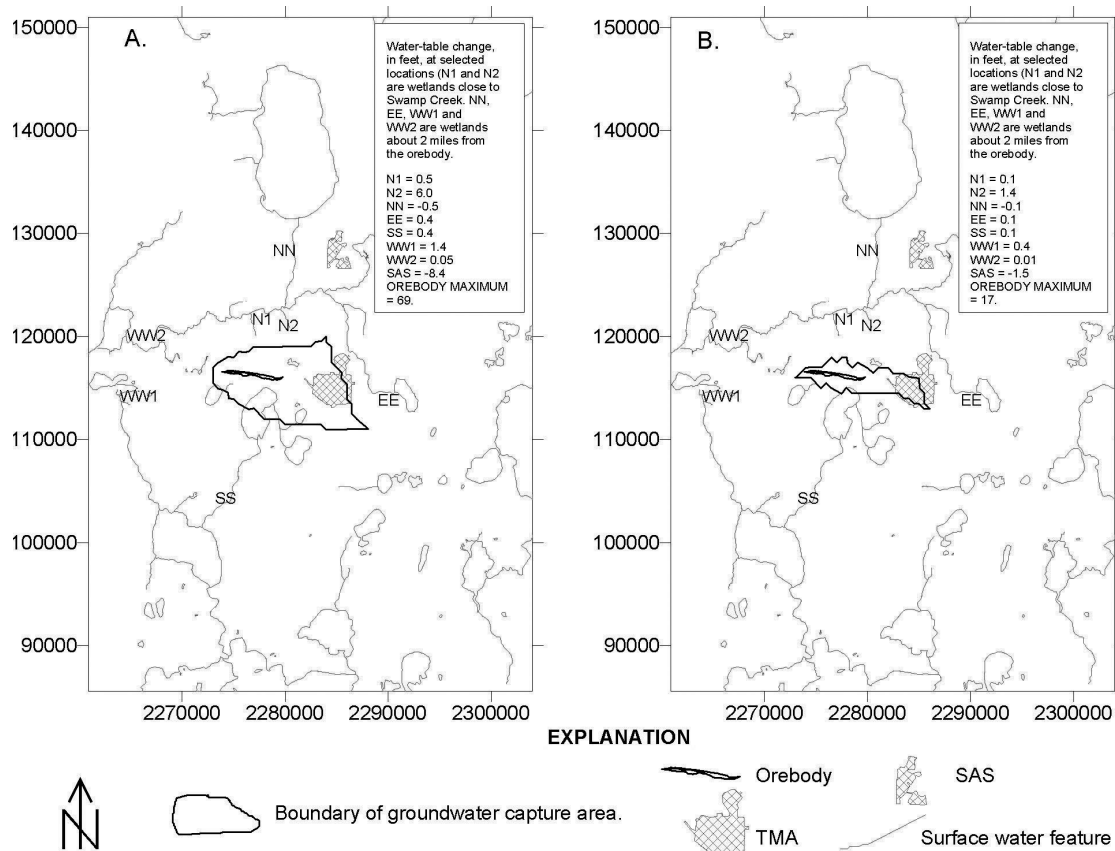 A.
Water-table change,
in feet, at selected
locations (N1 and N2
are wetlands close to
Swamp Creek. NN,
EE, WW1 and
WW2 are wetlands
about 2 miles from
the orebody.
N1 = 0.5
N2 = 6.0
NN = -0.5
EE = 0.4
SS = 0.4
WW1 = 1.4
WW2 = 0.05
SAS = -8.4
OREBODY MAXIMUM
= 69.
150000
140000
130000
120000
110000
100000
90000
NN
N1
N2
WW2
WW1
EE
SS
2270000
2280000
2290000
2300000
B.
Water-table change,
in feet, at selected
locations (N1 and N2
are wetlands close to
Swamp Creek. NN,
EE, WW1 and
WW2 are wetlands
about 2 miles from
the orebody.
N1 = 0.1
N2 = 1.4
NN = -0.1
EE = 0.1
SS = 0.1
WW1 = 0.4
WW2 = 0.01
SAS = -1.5
OREBODY MAXIMUM
= 17.
150000
140000
130000
120000
110000
100000
90000
NN
N1
N2
WW2
WW1
EE
SS
2270000
2280000
2290000
2300000
EXPLANATION
N
Boundary of groundwater capture area.
Orebody
SAS
TMA
Surface water feature